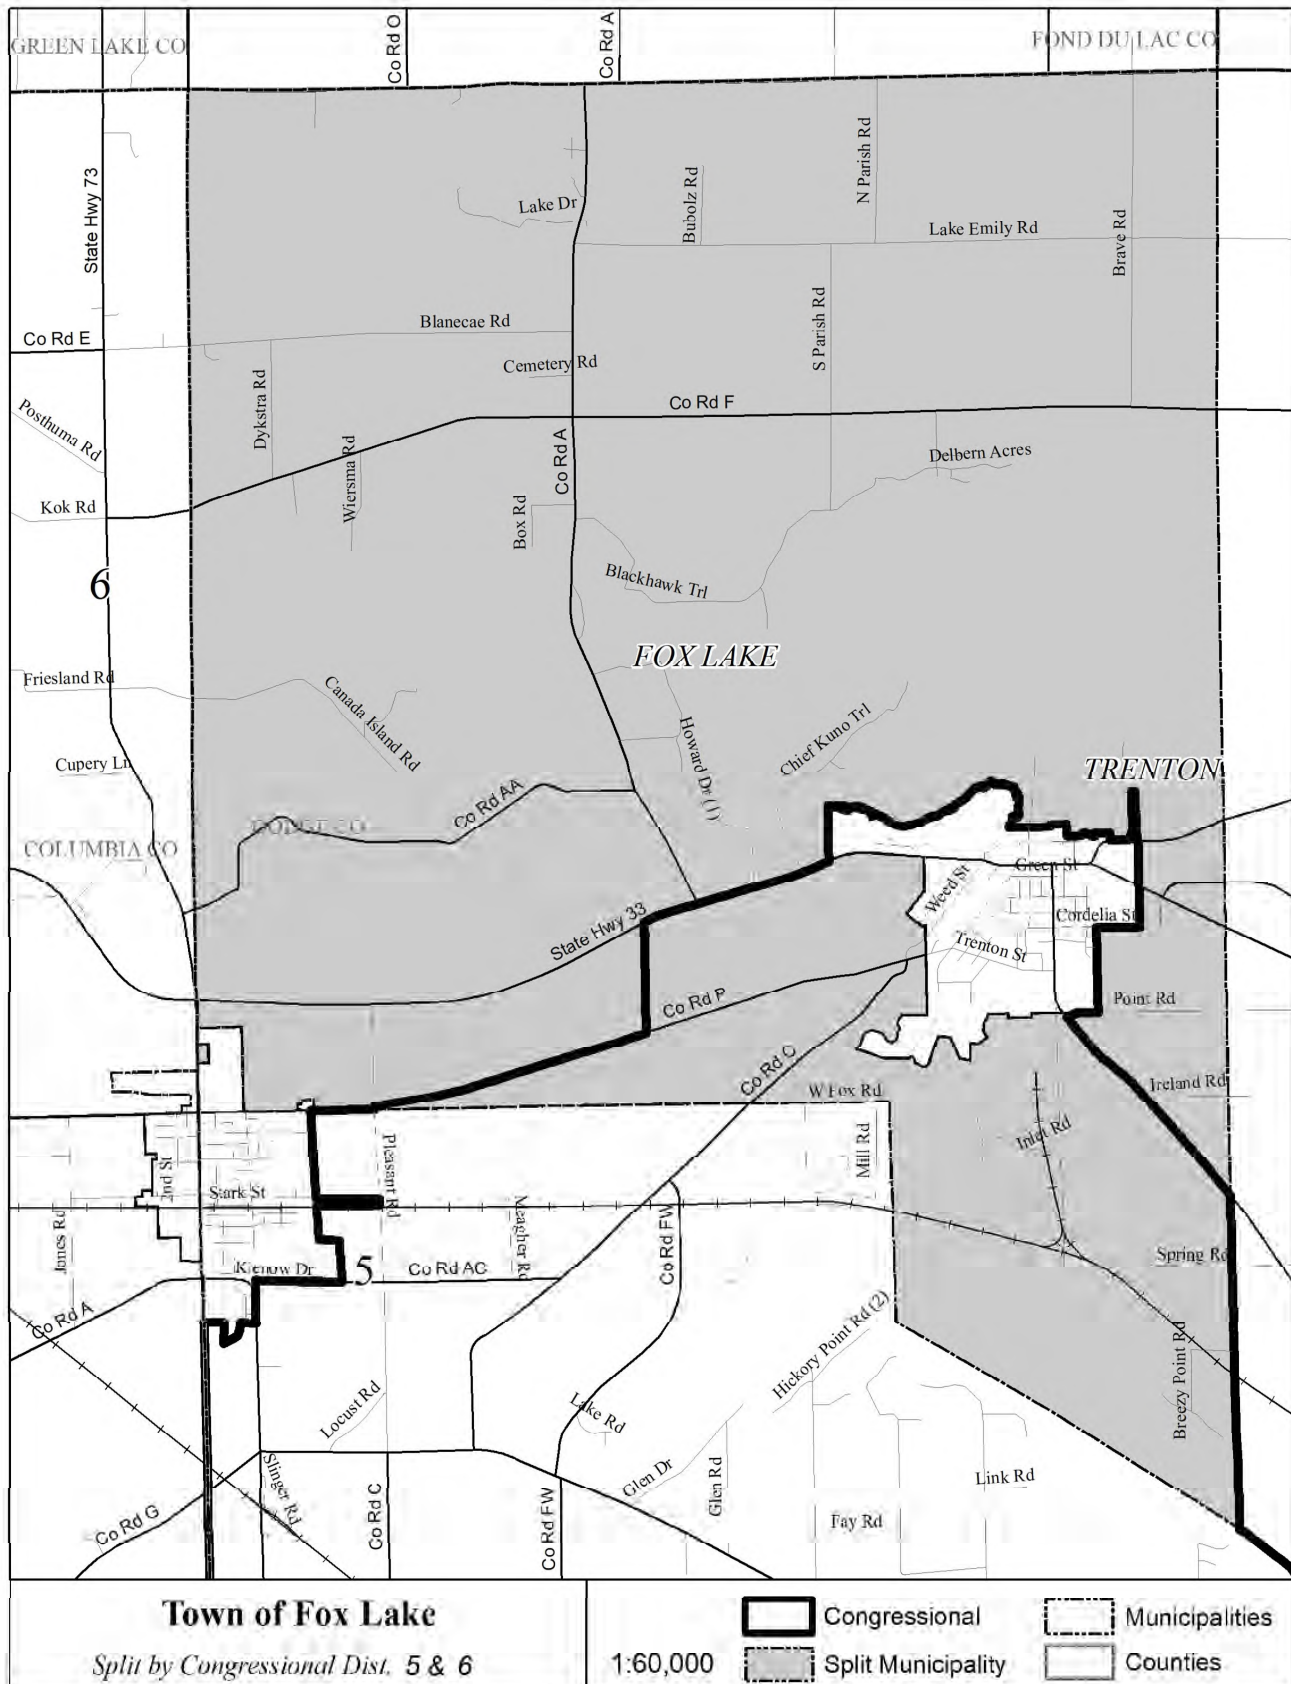 GREEN LAKE CO
Co Rd O
Co Rd A
FOND DU LAC CO
State Hwy 73
N Parish Rd
Bubolz Rd
Lake Dr
Lake Emily Rd
Brave Rd
S Parish Rd
Blanecae Rd
Co Rd E
Cemetery Rd
Dykstra Rd
Co Rd F
Posthuma Rd
Wiersma Rd
Co Rd A
Delbern Acres
Kok Rd
Box Rd
6
Blackhawk Trl
FOX LAKE
Friesland Rd
Canada Island Rd
Howard Dr (1)
Chief Kuno Trl
Cupery Ln
TRENTON
Co Rd AA
DODGE CO
COLUMBIA CO
Green St
Weed St
State Hwy 33
Cordelia St
Trenton St
Co Rd P
Point Rd
Co Rd C
Ireland Rd
W Fox Rd
Inlet Rd
Mill Rd
Pleasant Rd
2nd St
Stark St
Meagher Rd
Jones Rd
Co Rd FW
Spring Rd
Kienow Dr
5
Co Rd AC
Co Rd A
Hickory Point Rd (2)
Breezy Point Rd
Locust Rd
Lake Rd
Glen Dr
Glen Rd
Link Rd
Slinger Rd
Co Rd G
Co Rd C
Co Rd FW
Fay Rd
Town of Fox Lake
Split by Congressional Dist. 5 & 6
1:60,000
Congressional
Municipalities
Split Municipality
Counties